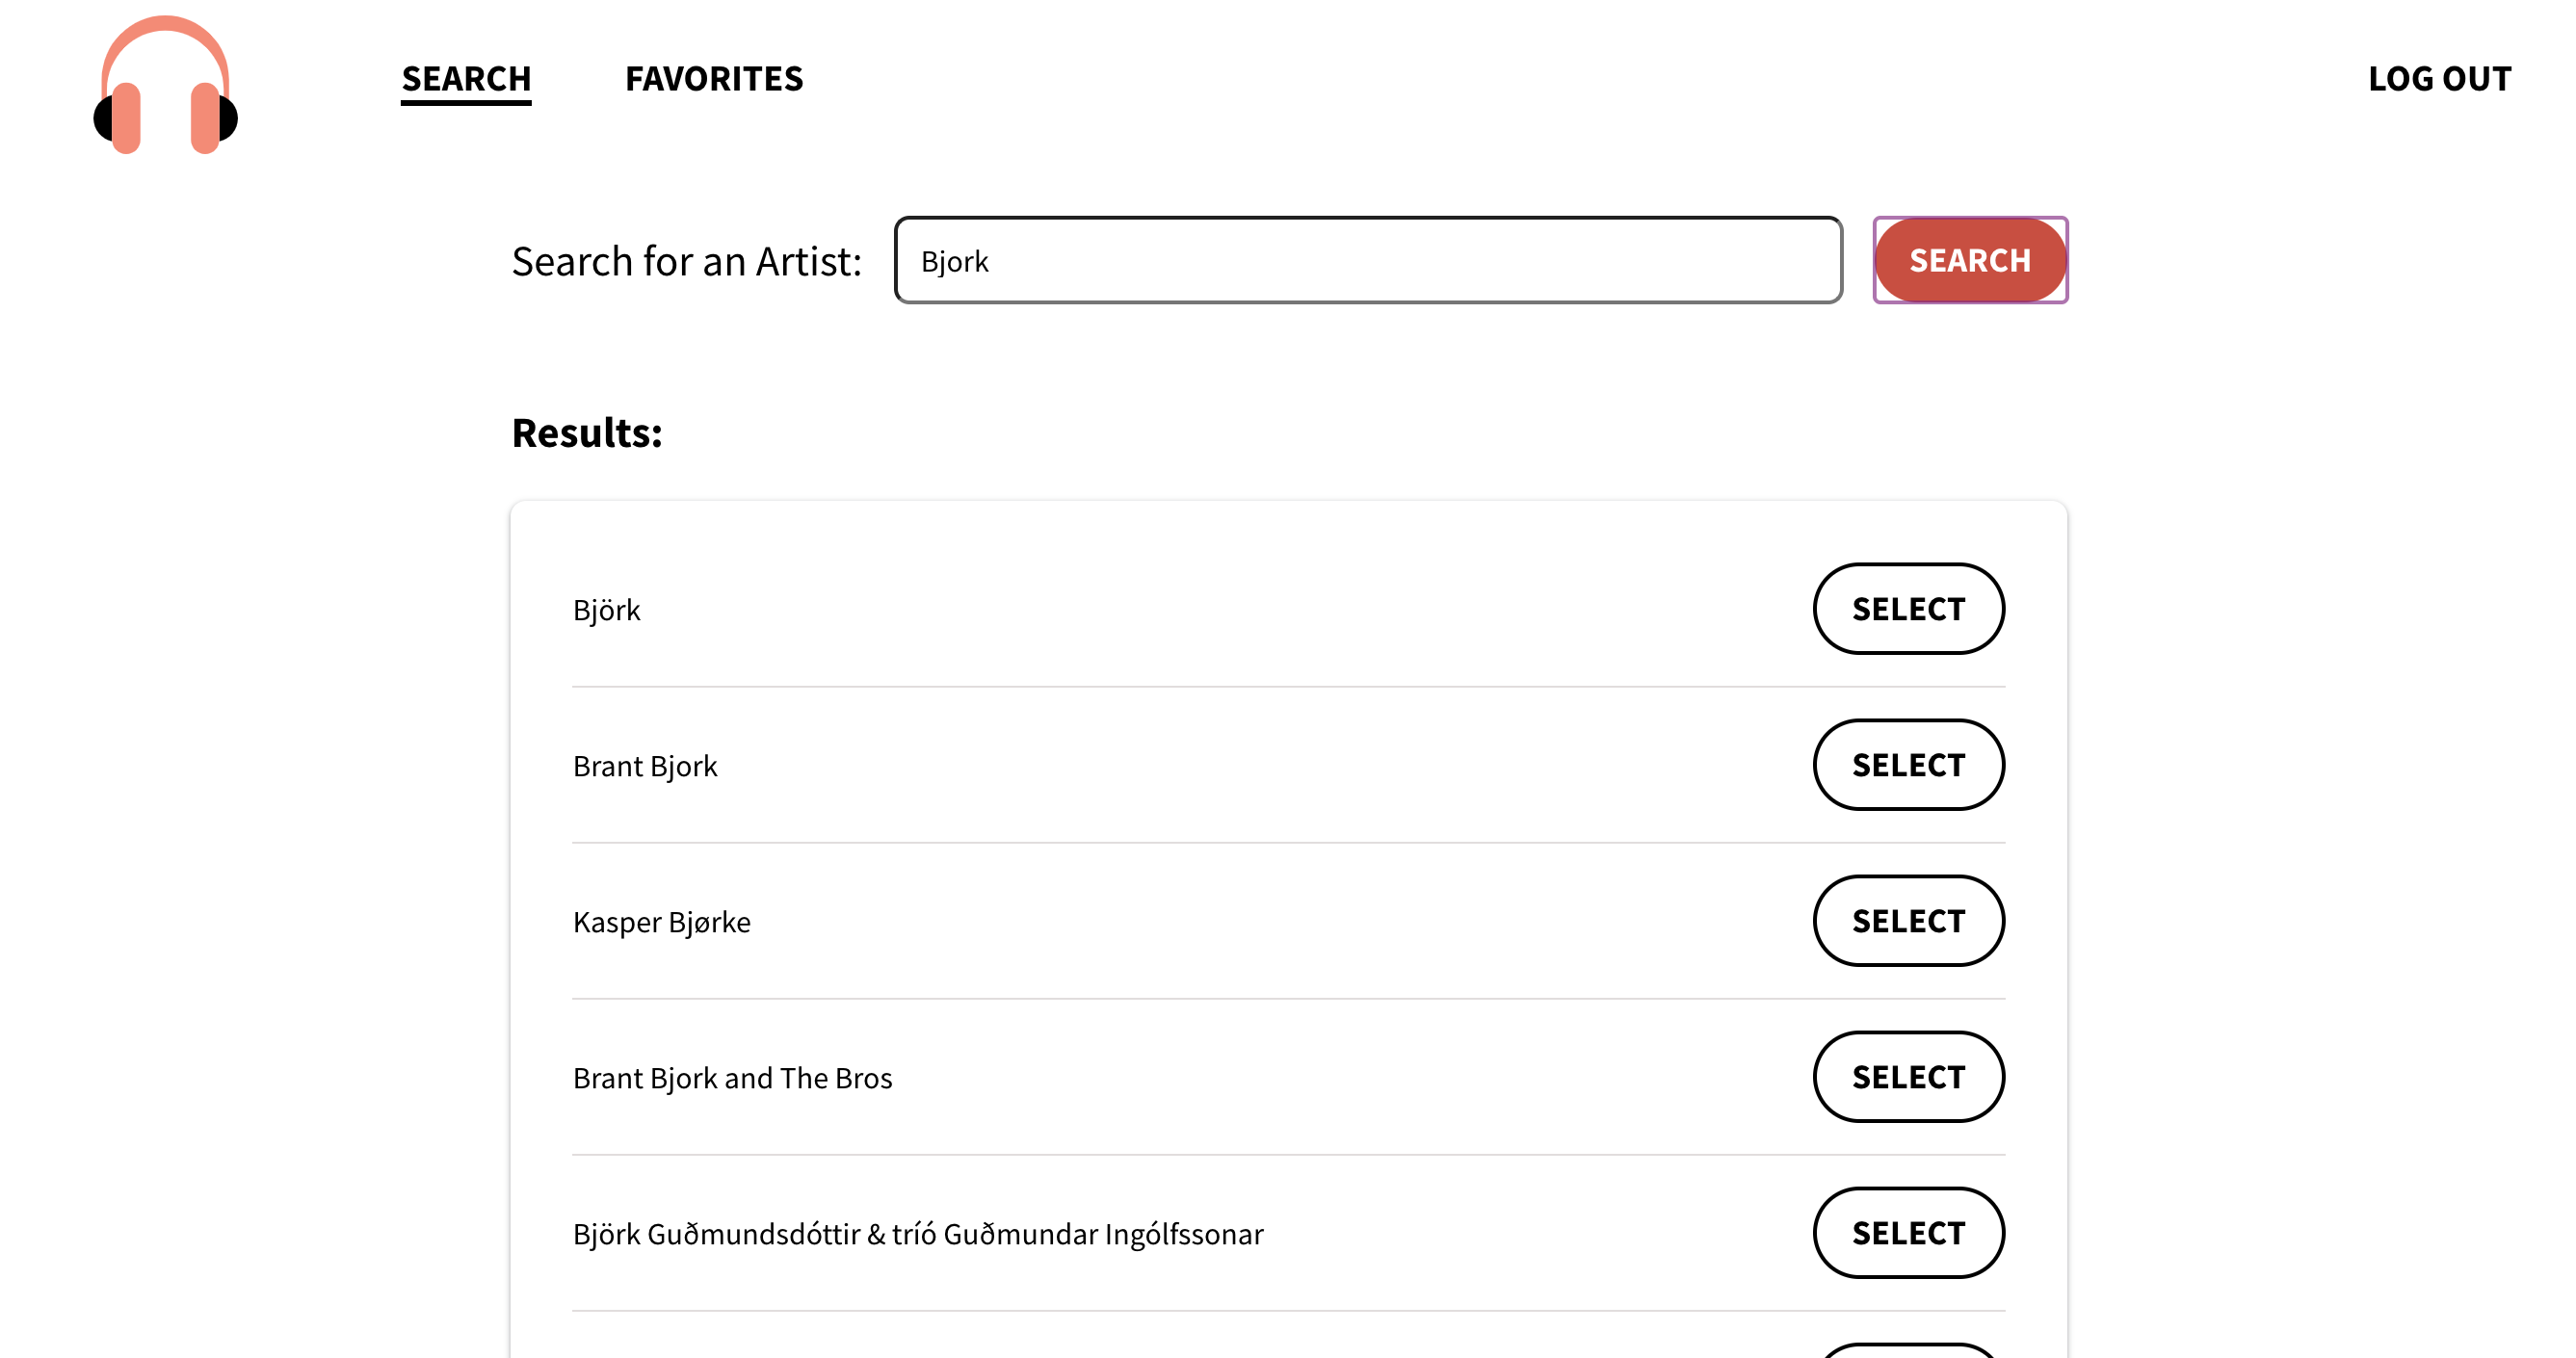 SEARCH FAVORITES LOG OUT
Search for an Artist: Bjork SEARCH
Results:
Björk SELECT
Brant Bjork SELECT
Kasper Bjørke SELECT
Brant Bjork and The Bros SELECT
Björk Guðmundsdóttir & tríó Guðmundar Ingólfssonar SELECT